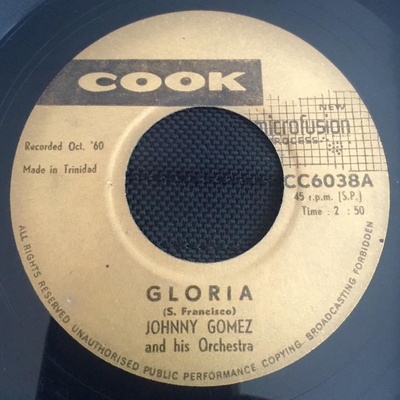 COOK
NEW
microfusion
PROCESS
Recorded Oct. '60
Made in Trinidad
CC6038A
45 r.p.m. (S.P.)
Time : 2 : 50
GLORIA
(S. Francisco)
JOHNNY GOMEZ
and his Orchestra
ALL RIGHTS RESERVED UNAUTHORISED PUBLIC PERFORMANCE COPYING BROADCASTING FORBIDDEN